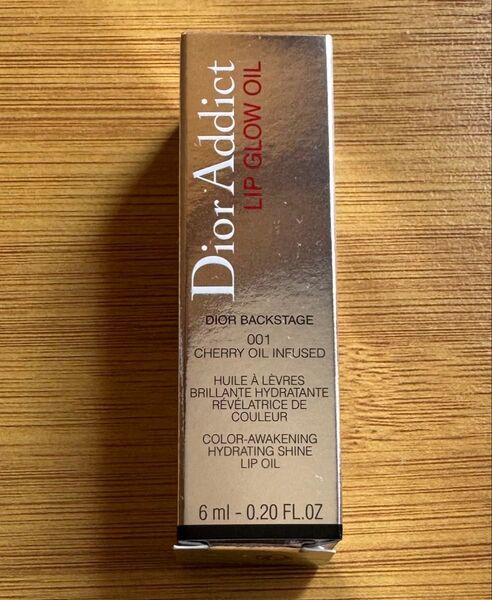 Dior Addict
LIP GLOW OIL
DIOR BACKSTAGE
001
CHERRY OIL INFUSED
HUILE À LÈVRES
BRILLANTE HYDRATANTE
RÉVÉLATRICE DE
COULEUR
COLOR-AWAKENING
HYDRATING SHINE
LIP OIL
6 ml - 0.20 FL.OZ